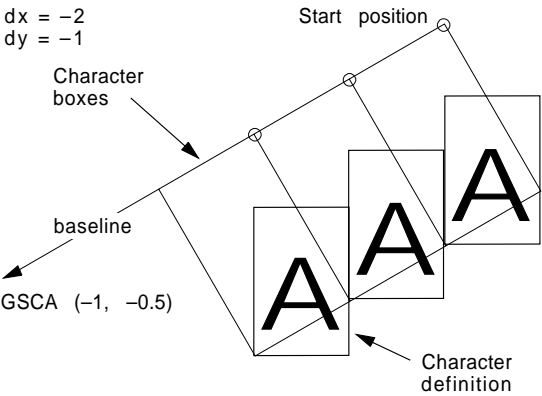 dx = −2
dy = −1
Start position
Character
boxes
baseline
GSCA (−1, −0.5)
A
A
A
Character
definition